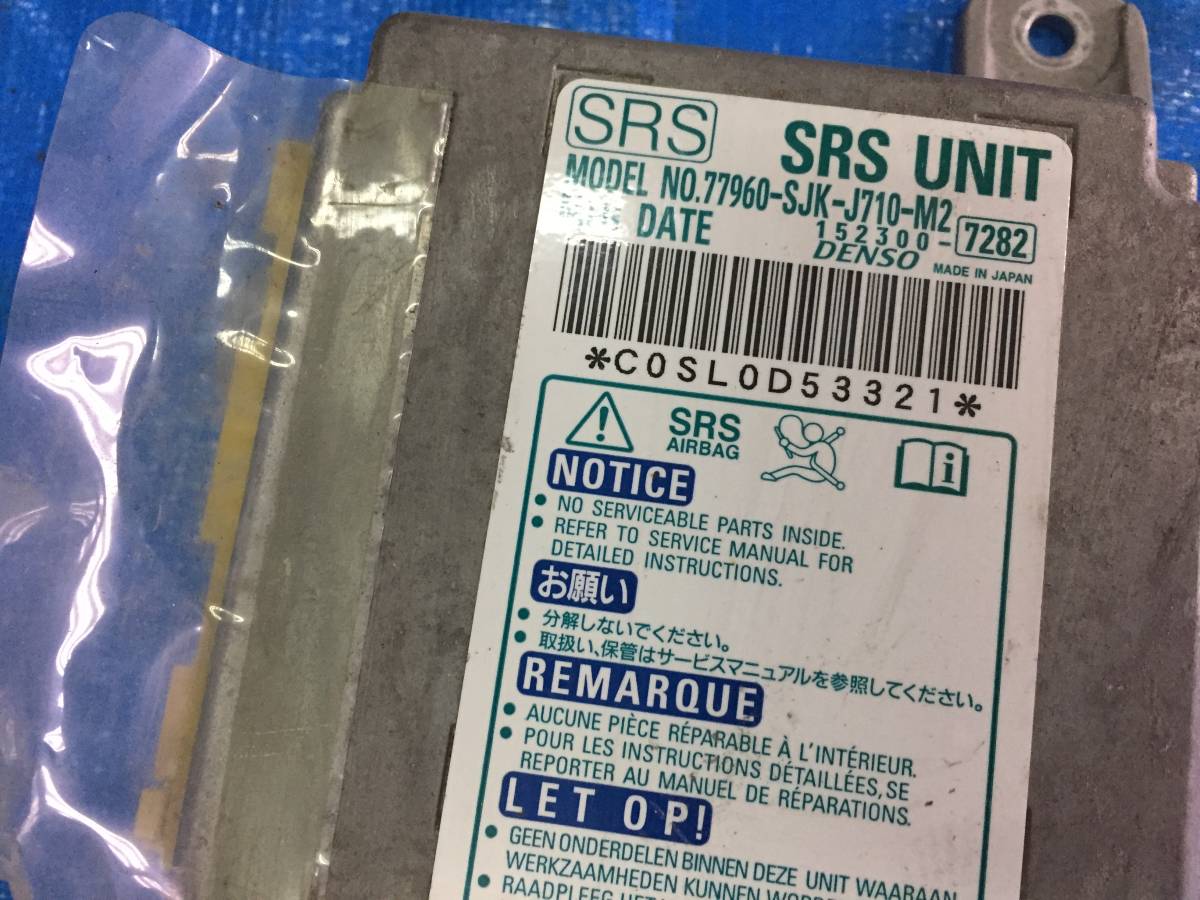 SRS
SRS UNIT
MODEL NO.77960-SJK-J710-M2
DATE
152300-7282
DENSO
MADE IN JAPAN
*C0SL0D53321*
SRS
AIRBAG
i
NOTICE
• NO SERVICEABLE PARTS INSIDE.
• REFER TO SERVICE MANUAL FOR
DETAILED INSTRUCTIONS.
お願い
• 分解しないでください。
• 取扱い、保管はサービスマニュアルを参照してください。
REMARQUE
• AUCUNE PIÈCE RÉPARABLE À L'INTÉRIEUR.
• POUR LES INSTRUCTIONS DÉTAILLÉES, SE
REPORTER AU MANUEL DE RÉPARATIONS.
LET OP!
• GEEN ONDERDELEN BINNEN DEZE UNIT WAARAAN
WERKZAAMHEDEN KUNNEN
• RAADPLEEG HET